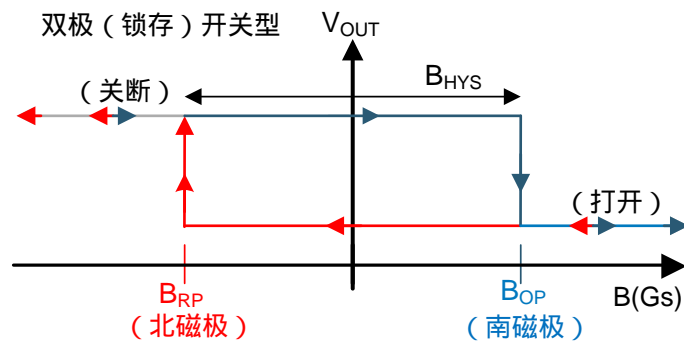 双极（锁存）开关型
VOUT
（关断）
BHYS
（打开）
BRP
（北磁极）
BOP
（南磁极）
B(Gs)